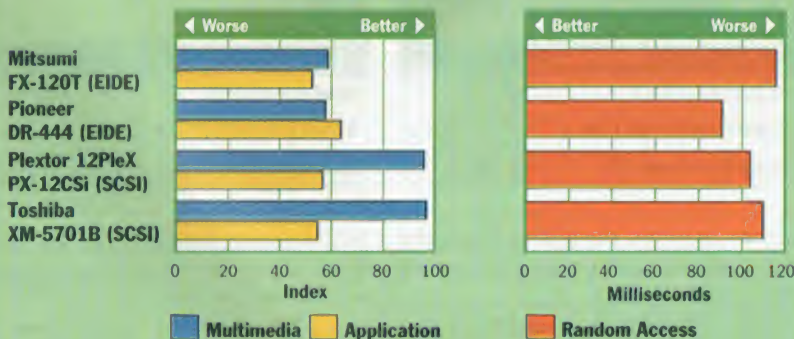 ◀ Worse Better ▶
◀ Better Worse ▶
Mitsumi
FX-120T (EIDE)
Pioneer
DR-444 (EIDE)
Plextor 12PleX
PX-12CSi (SCSI)
Toshiba
XM-5701B (SCSI)
0 20 40 60 80 100
Index
0 20 40 60 80 100 120
Milliseconds
Multimedia Application
Random Access